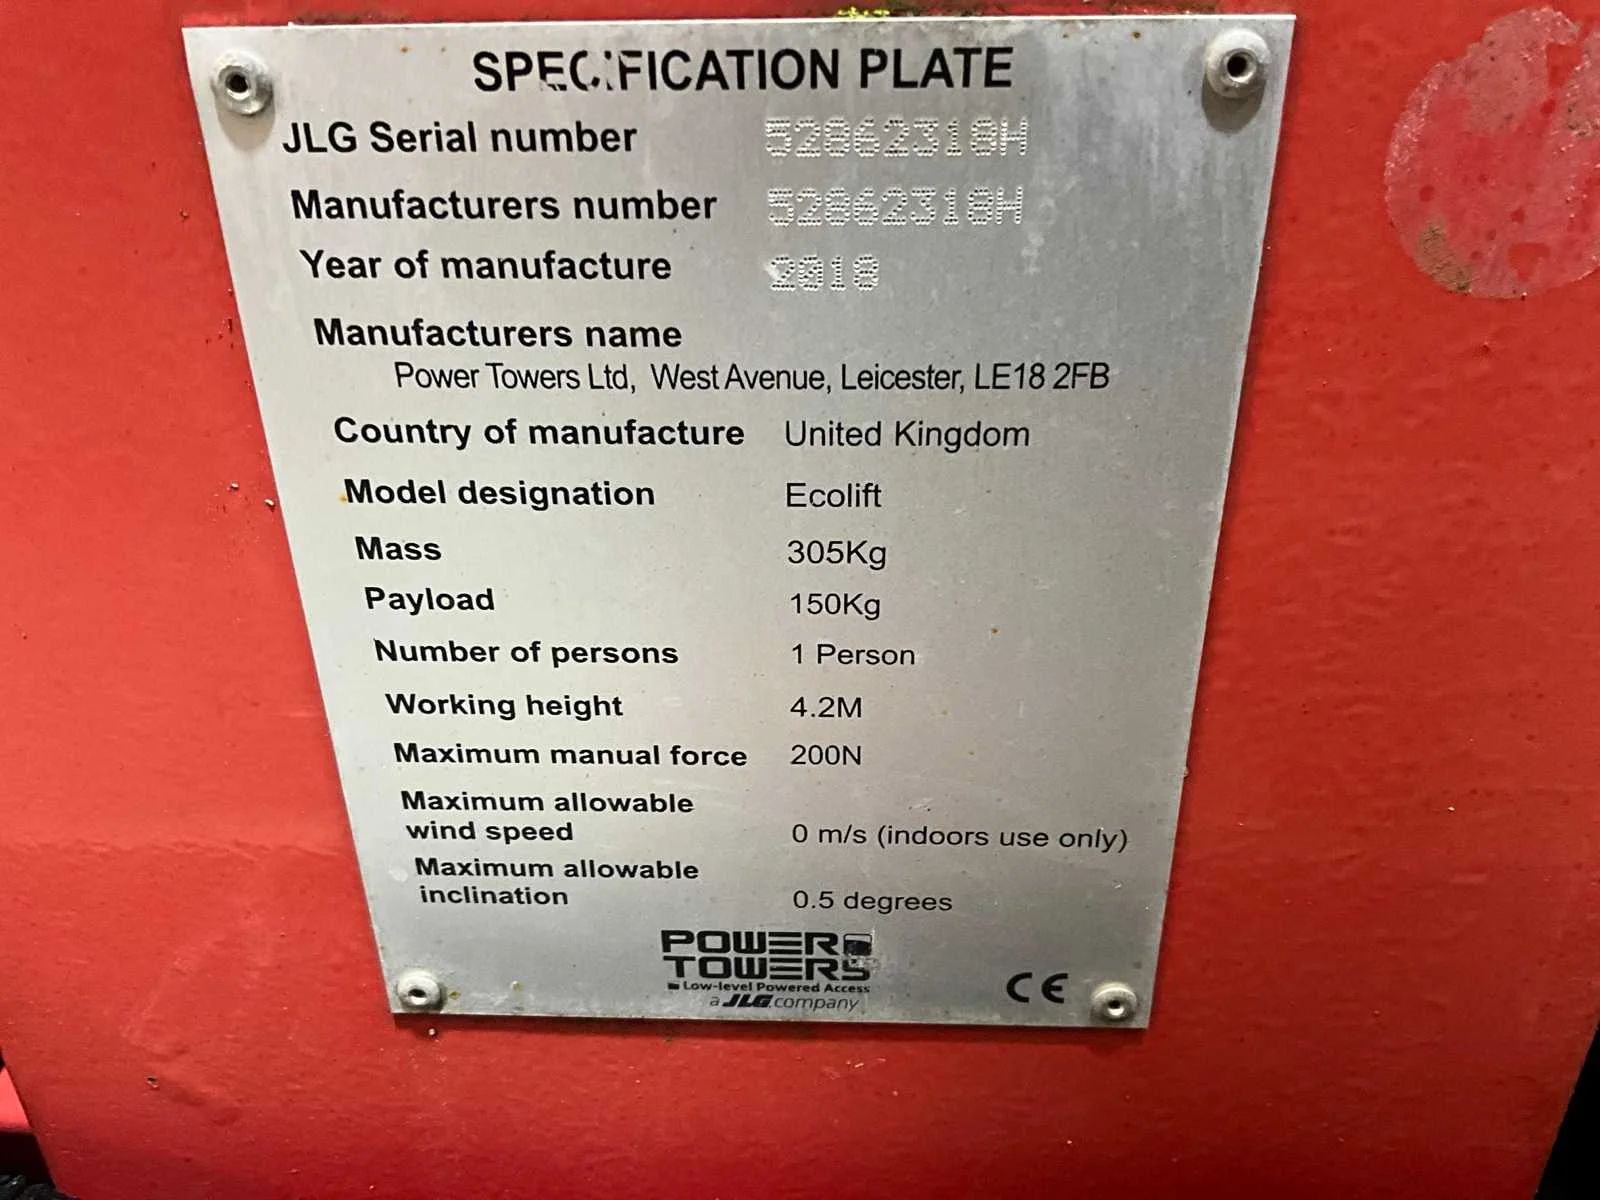 SPECIFICATION PLATE
JLG Serial number 52862318H
Manufacturers number 52862318H
Year of manufacture 2018
Manufacturers name
Power Towers Ltd, West Avenue, Leicester, LE18 2FB
Country of manufacture United Kingdom
Model designation Ecolift
Mass 305Kg
Payload 150Kg
Number of persons 1 Person
Working height 4.2M
Maximum manual force 200N
Maximum allowable
wind speed 0 m/s (indoors use only)
Maximum allowable
inclination 0.5 degrees
POWER
TOWERS
Low-level Powered Access
a JLG company
CE